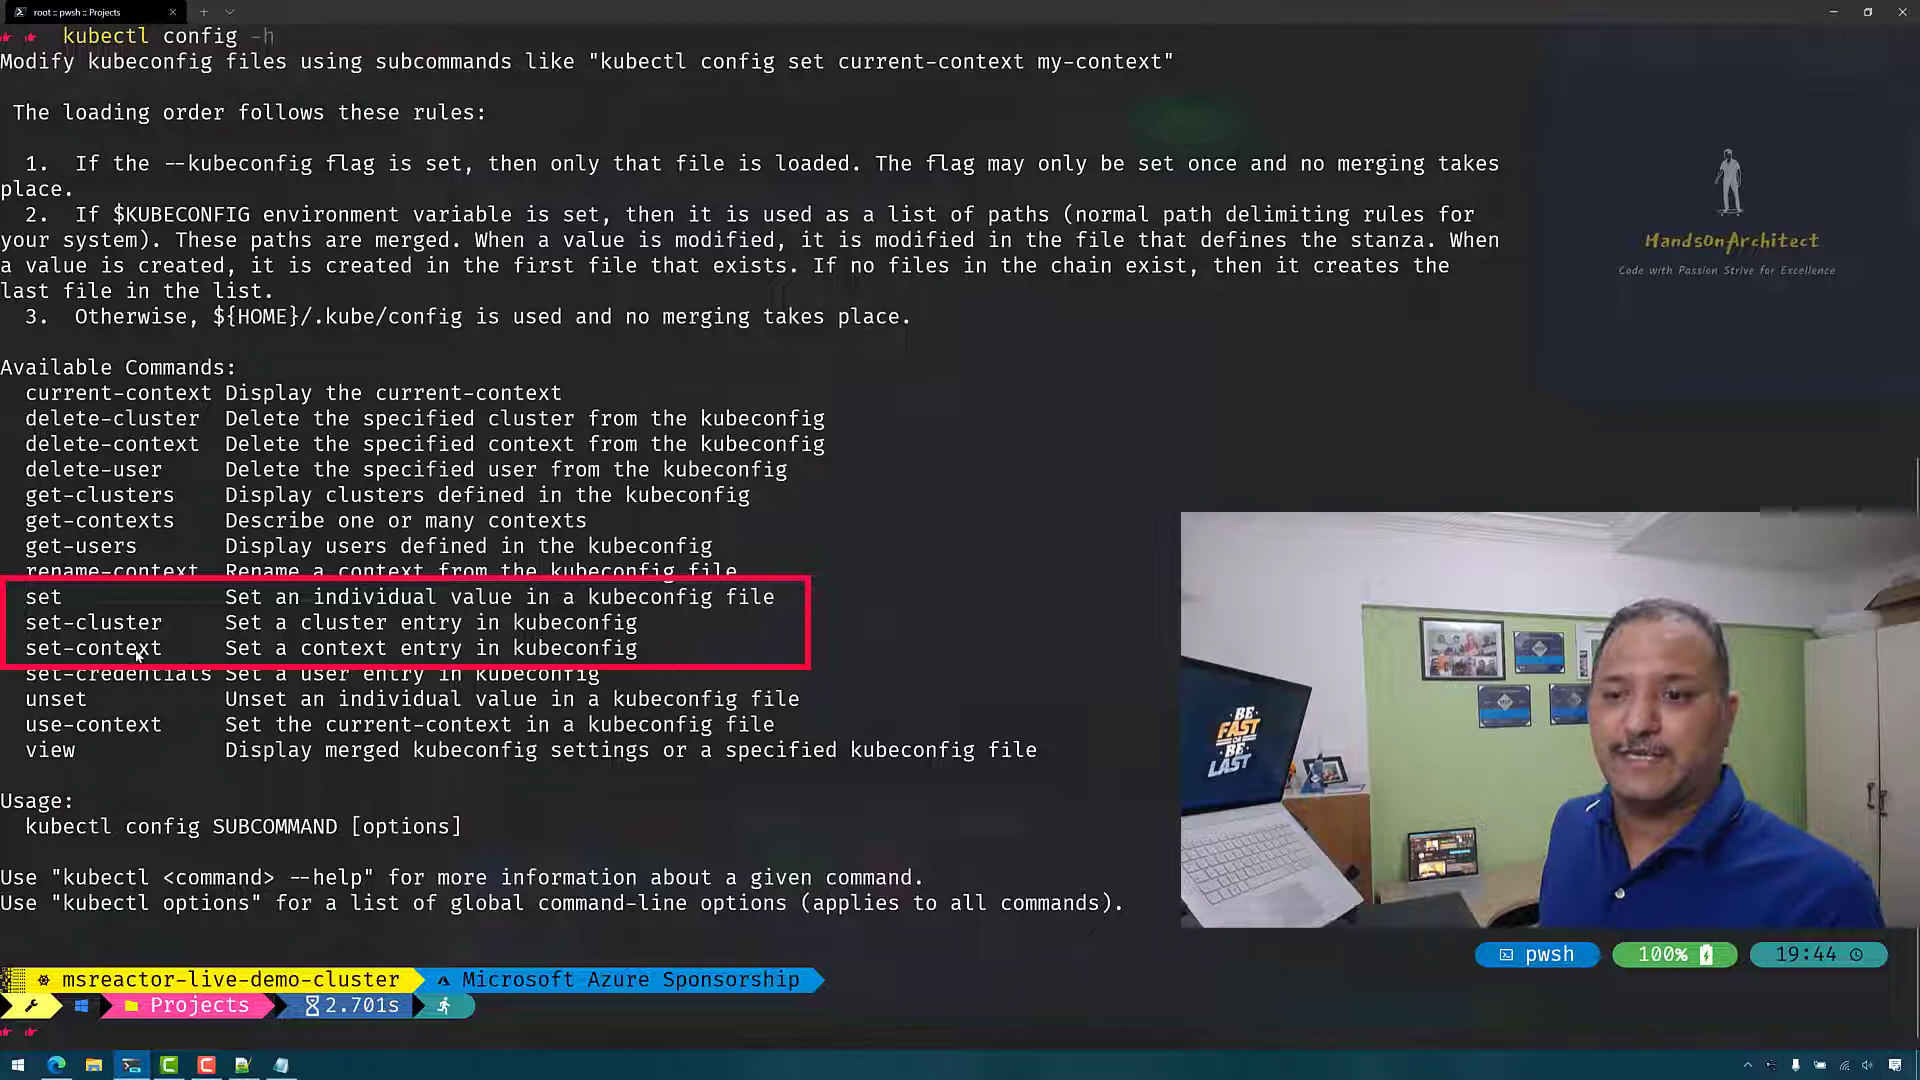 root :: pwsh :: Projects
kubectl config -h
Modify kubeconfig files using subcommands like "kubectl config set current-context my-context"
The loading order follows these rules:
1. If the --kubeconfig flag is set, then only that file is loaded. The flag may only be set once and no merging takes
place.
2. If $KUBECONFIG environment variable is set, then it is used as a list of paths (normal path delimiting rules for
your system). These paths are merged. When a value is modified, it is modified in the file that defines the stanza. When
a value is created, it is created in the first file that exists. If no files in the chain exist, then it creates the
last file in the list.
3. Otherwise, ${HOME}/.kube/config is used and no merging takes place.
HandsOnArchitect
Code with Passion Strive for Excellence
Available Commands:
current-context Display the current-context
delete-cluster Delete the specified cluster from the kubeconfig
delete-context Delete the specified context from the kubeconfig
delete-user Delete the specified user from the kubeconfig
get-clusters Display clusters defined in the kubeconfig
get-contexts Describe one or many contexts
get-users Display users defined in the kubeconfig
rename-context Rename a context from the kubeconfig file
set Set an individual value in a kubeconfig file
set-cluster Set a cluster entry in kubeconfig
set-context Set a context entry in kubeconfig
set-credentials Set a user entry in kubeconfig
unset Unset an individual value in a kubeconfig file
use-context Set the current-context in a kubeconfig file
view Display merged kubeconfig settings or a specified kubeconfig file
Usage:
kubectl config SUBCOMMAND [options]
Use "kubectl <command> --help" for more information about a given command.
Use "kubectl options" for a list of global command-line options (applies to all commands).
BE
FAST
OR
BE
LAST
pwsh 100% 19:44
msreactor-live-demo-cluster Microsoft Azure Sponsorship
Projects 2.701s